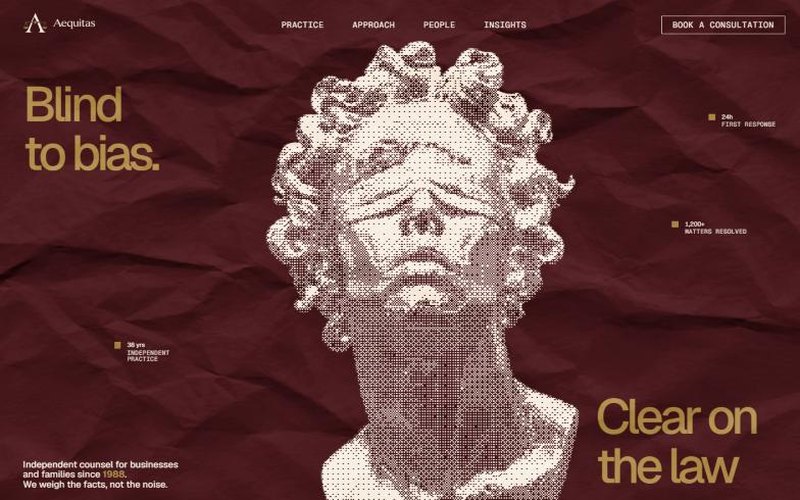 Aequitas
PRACTICE
APPROACH
PEOPLE
INSIGHTS
BOOK A CONSULTATION
Blind
to bias.
24h
FIRST RESPONSE
1,200+
MATTERS RESOLVED
38 yrs
INDEPENDENT
PRACTICE
Clear on
the law
Independent counsel for businesses
and families since 1988.
We weigh the facts, not the noise.